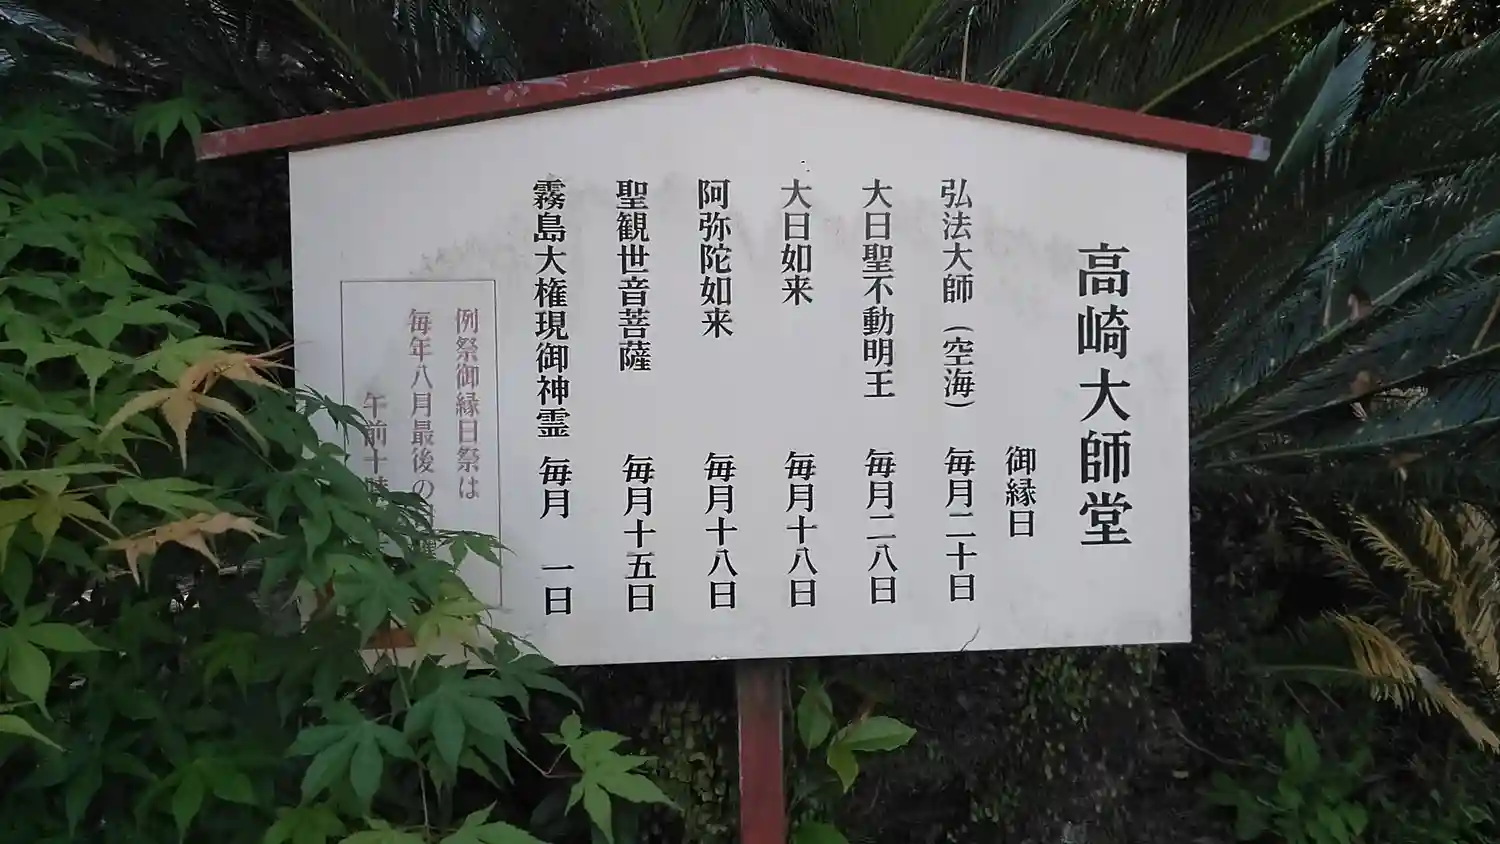 高崎大師堂
御縁日
弘法大師（空海） 毎月二十日
大日聖不動明王 毎月二八日
大日如来 毎月十八日
阿弥陀如来 毎月十八日
聖観世音菩薩 毎月十五日
霧島大権現御神霊 毎月 一日
例祭御縁日祭は
毎年八月最後の
午前十時